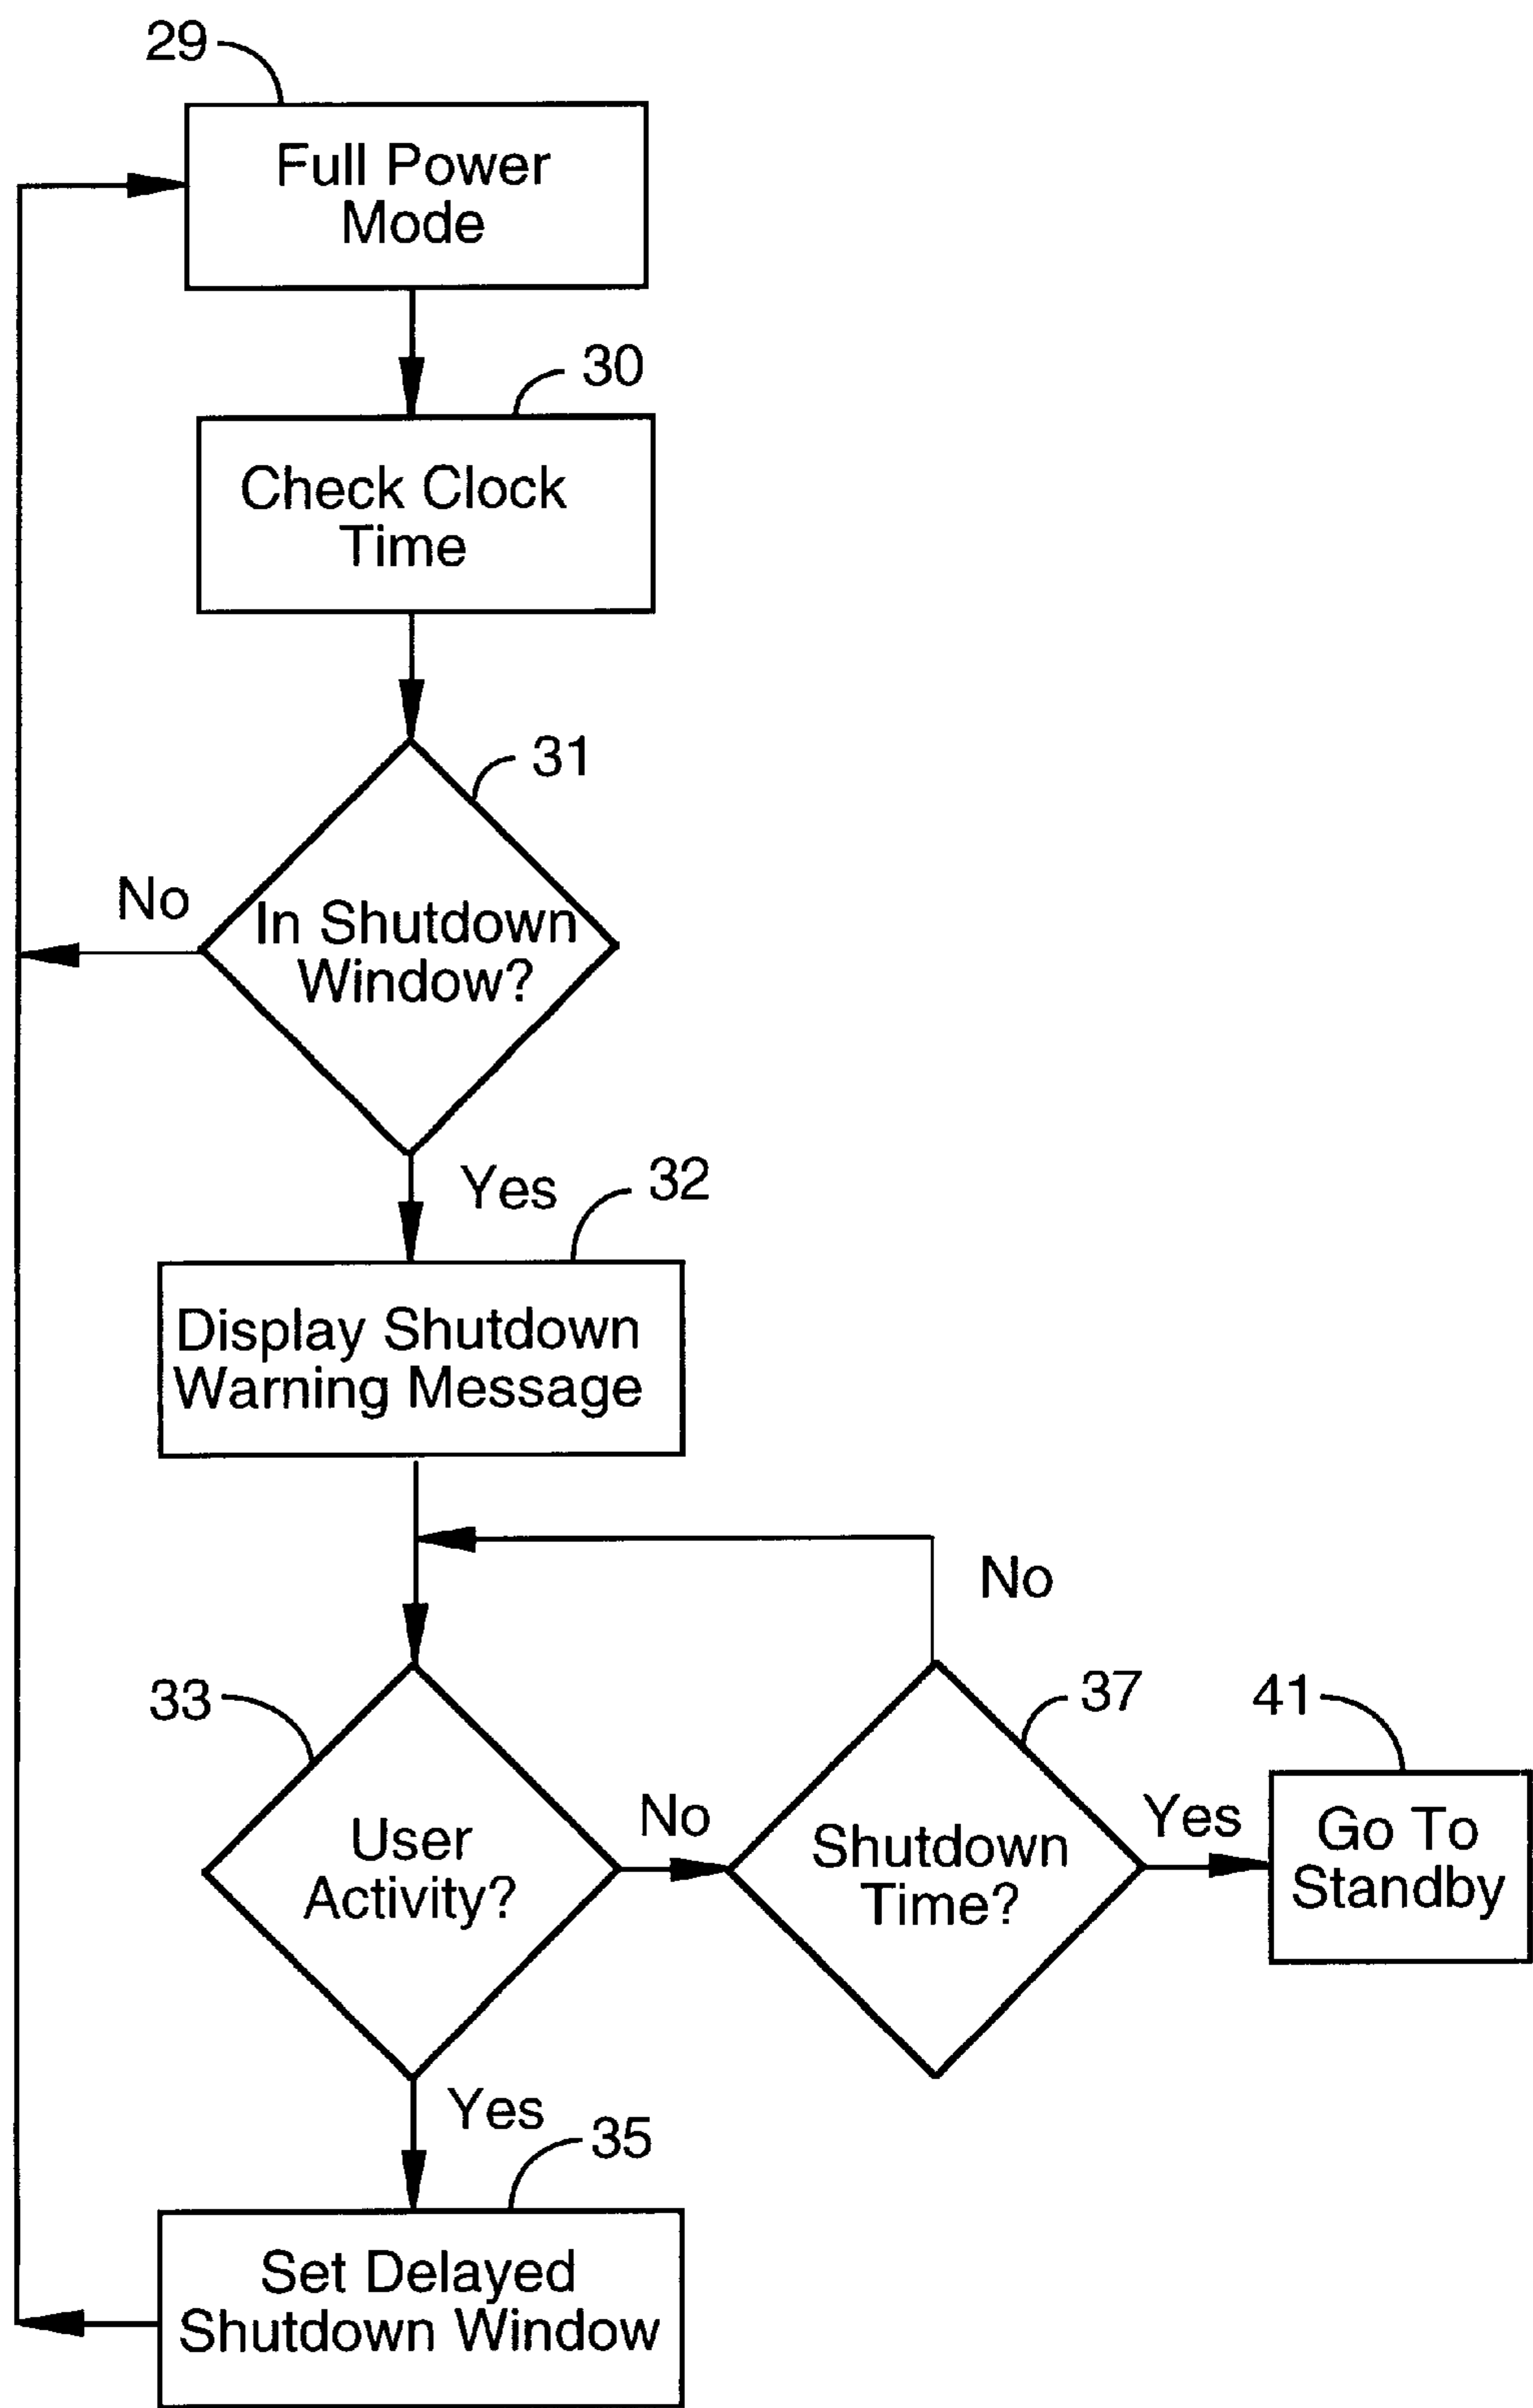 29
Full Power
Mode
30
Check Clock
Time
31
No
In Shutdown
Window?
Yes
32
Display Shutdown
Warning Message
No
33
User
Activity?
No
37
Shutdown
Time?
Yes
41
Go To
Standby
Yes
35
Set Delayed
Shutdown Window